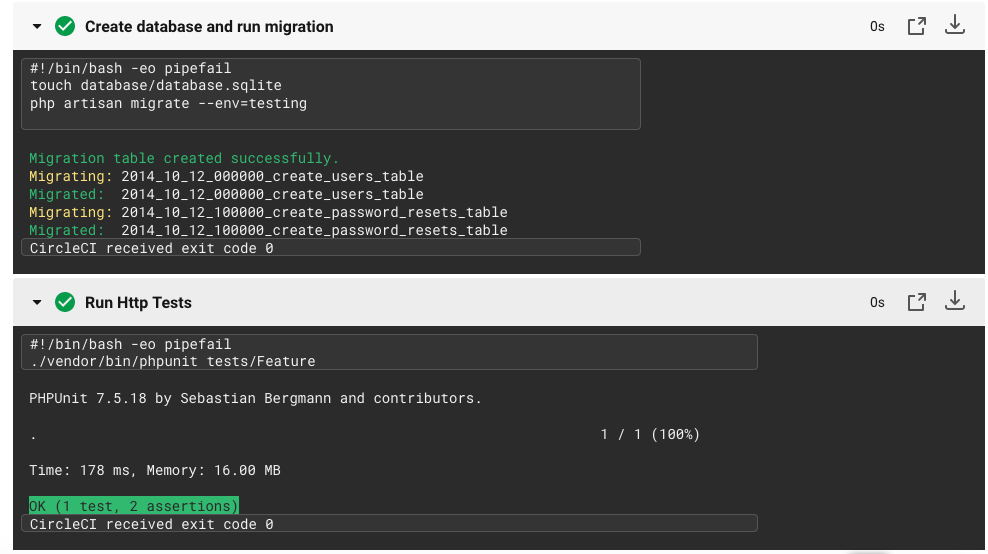 Create database and run migration 0s
#!/bin/bash -eo pipefail
touch database/database.sqlite
php artisan migrate --env=testing
Migration table created successfully.
Migrating: 2014_10_12_000000_create_users_table
Migrated:  2014_10_12_000000_create_users_table
Migrating: 2014_10_12_100000_create_password_resets_table
Migrated:  2014_10_12_100000_create_password_resets_table
CircleCI received exit code 0
Run Http Tests 0s
#!/bin/bash -eo pipefail
./vendor/bin/phpunit tests/Feature
PHPUnit 7.5.18 by Sebastian Bergmann and contributors.
. 1 / 1 (100%)
Time: 178 ms, Memory: 16.00 MB
OK (1 test, 2 assertions)
CircleCI received exit code 0